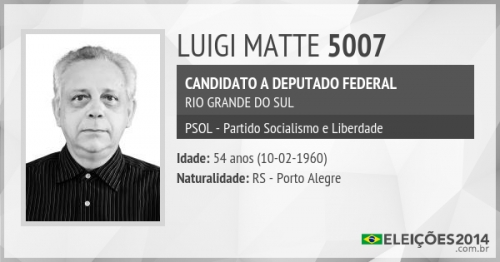 LUIGI MATTE 5007
CANDIDATO A DEPUTADO FEDERAL
RIO GRANDE DO SUL
PSOL - Partido Socialismo e Liberdade
Idade: 54 anos (10-02-1960)
Naturalidade: RS - Porto Alegre
ELEIÇÕES2014
.com.br